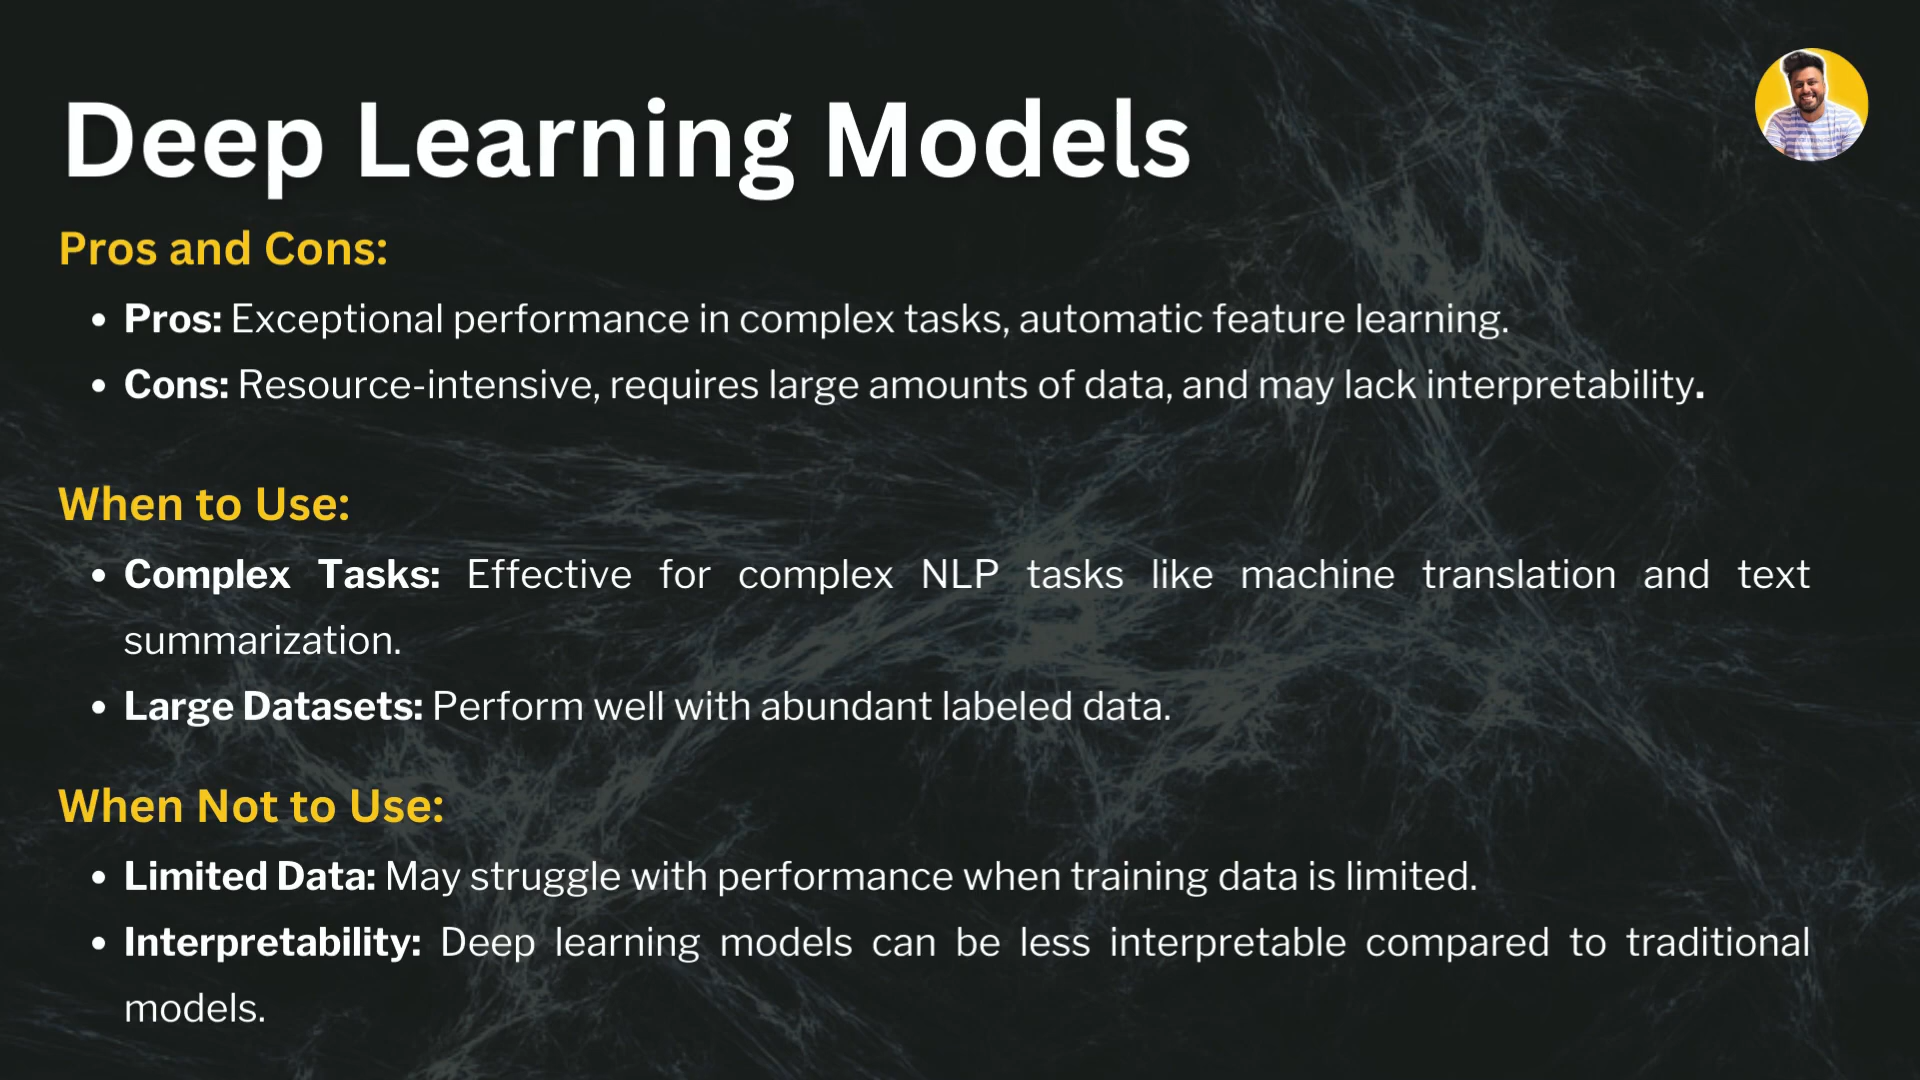 Deep Learning Models
Pros and Cons:
• Pros: Exceptional performance in complex tasks, automatic feature learning.
• Cons: Resource-intensive, requires large amounts of data, and may lack interpretability.
When to Use:
• Complex Tasks: Effective for complex NLP tasks like machine translation and text
summarization.
• Large Datasets: Perform well with abundant labeled data.
When Not to Use:
• Limited Data: May struggle with performance when training data is limited.
• Interpretability: Deep learning models can be less interpretable compared to traditional
models.